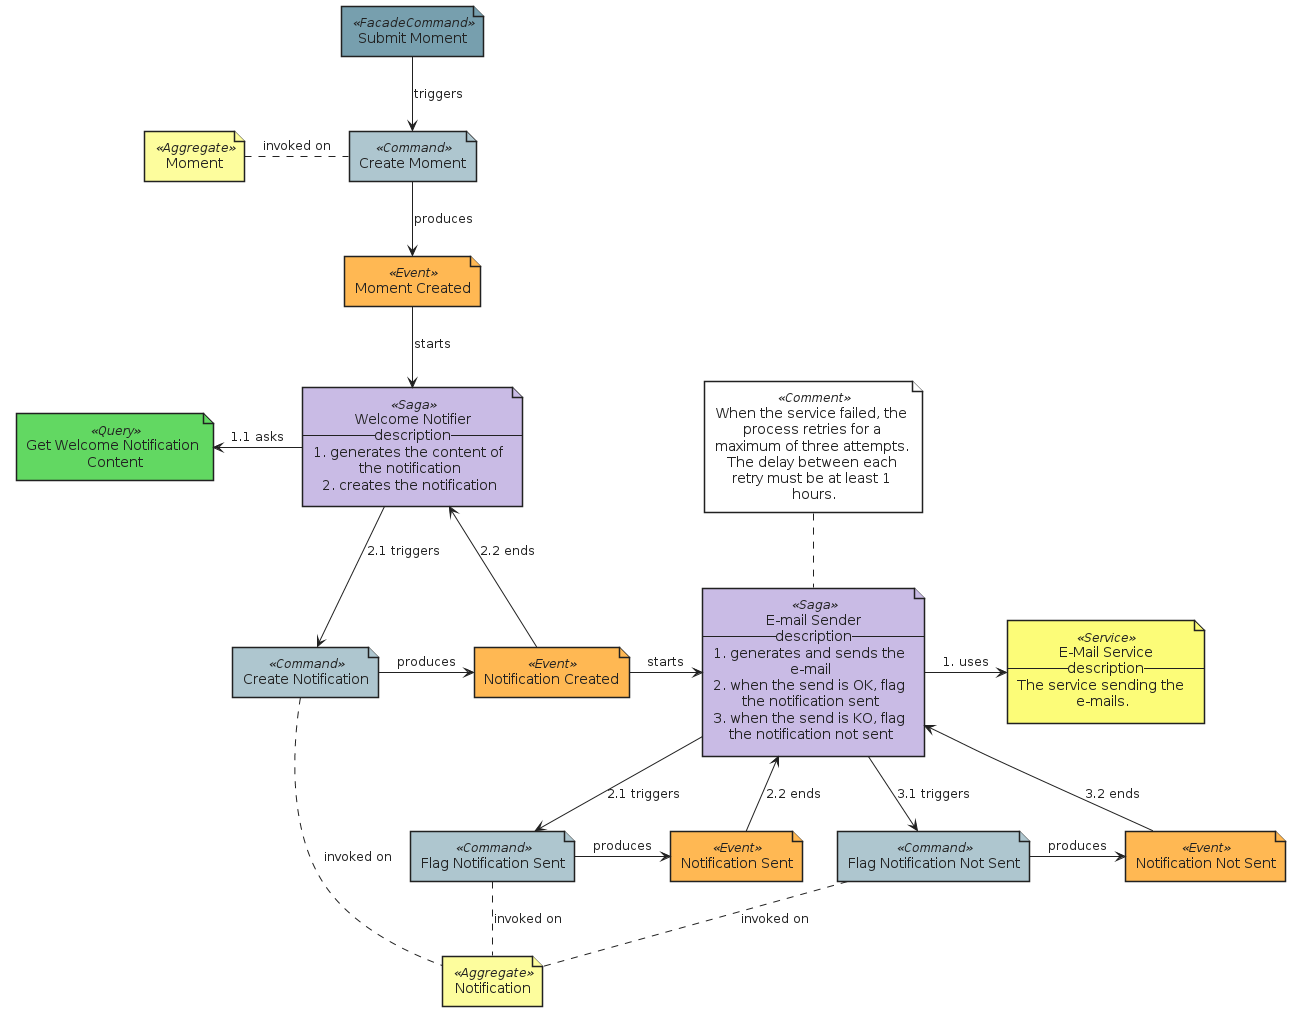 «FacadeCommand»
Submit Moment
triggers
«Aggregate»
Moment
invoked on
«Command»
Create Moment
produces
«Event»
Moment Created
starts
«Saga»
Welcome Notifier
description
1. generates the content of
the notification
2. creates the notification
1.1 asks
«Query»
Get Welcome Notification
Content
«Comment»
When the service failed, the
process retries for a
maximum of three attempts.
The delay between each
retry must be at least 1
hours.
2.1 triggers
2.2 ends
«Command»
Create Notification
produces
«Event»
Notification Created
starts
«Saga»
E-mail Sender
description
1. generates and sends the
e-mail
2. when the send is OK, flag
the notification sent
3. when the send is KO, flag
the notification not sent
1. uses
«Service»
E-Mail Service
description
The service sending the
e-mails.
2.1 triggers
2.2 ends
3.1 triggers
3.2 ends
invoked on
«Command»
Flag Notification Sent
produces
«Event»
Notification Sent
«Command»
Flag Notification Not Sent
produces
«Event»
Notification Not Sent
invoked on
invoked on
«Aggregate»
Notification